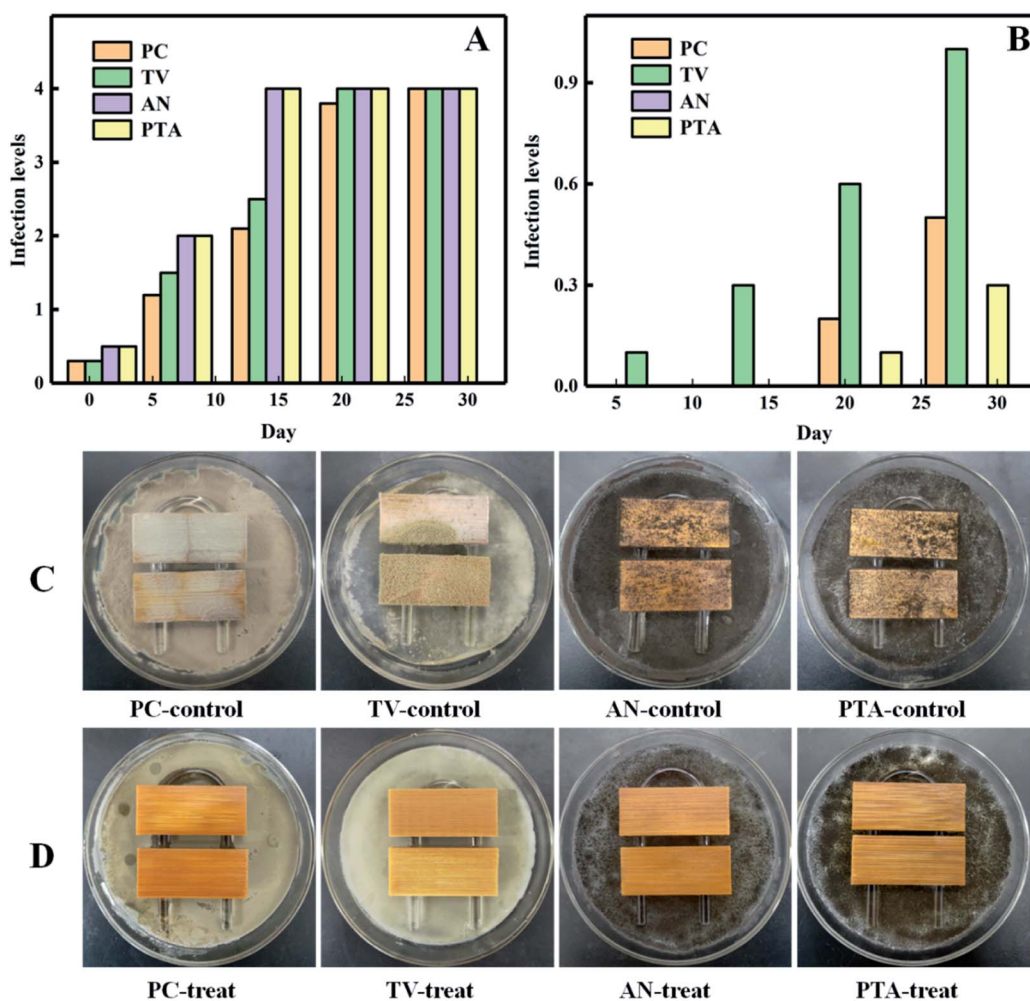 A
PC
TV
AN
PTA
Infection levels
4
3
2
1
0
0 5 10 15 20 25 30
Day
B
PC
TV
AN
PTA
Infection levels
0.9
0.6
0.3
0.0
5 10 15 20 25 30
Day
C
PC-control TV-control AN-control PTA-control
D
PC-treat TV-treat AN-treat PTA-treat